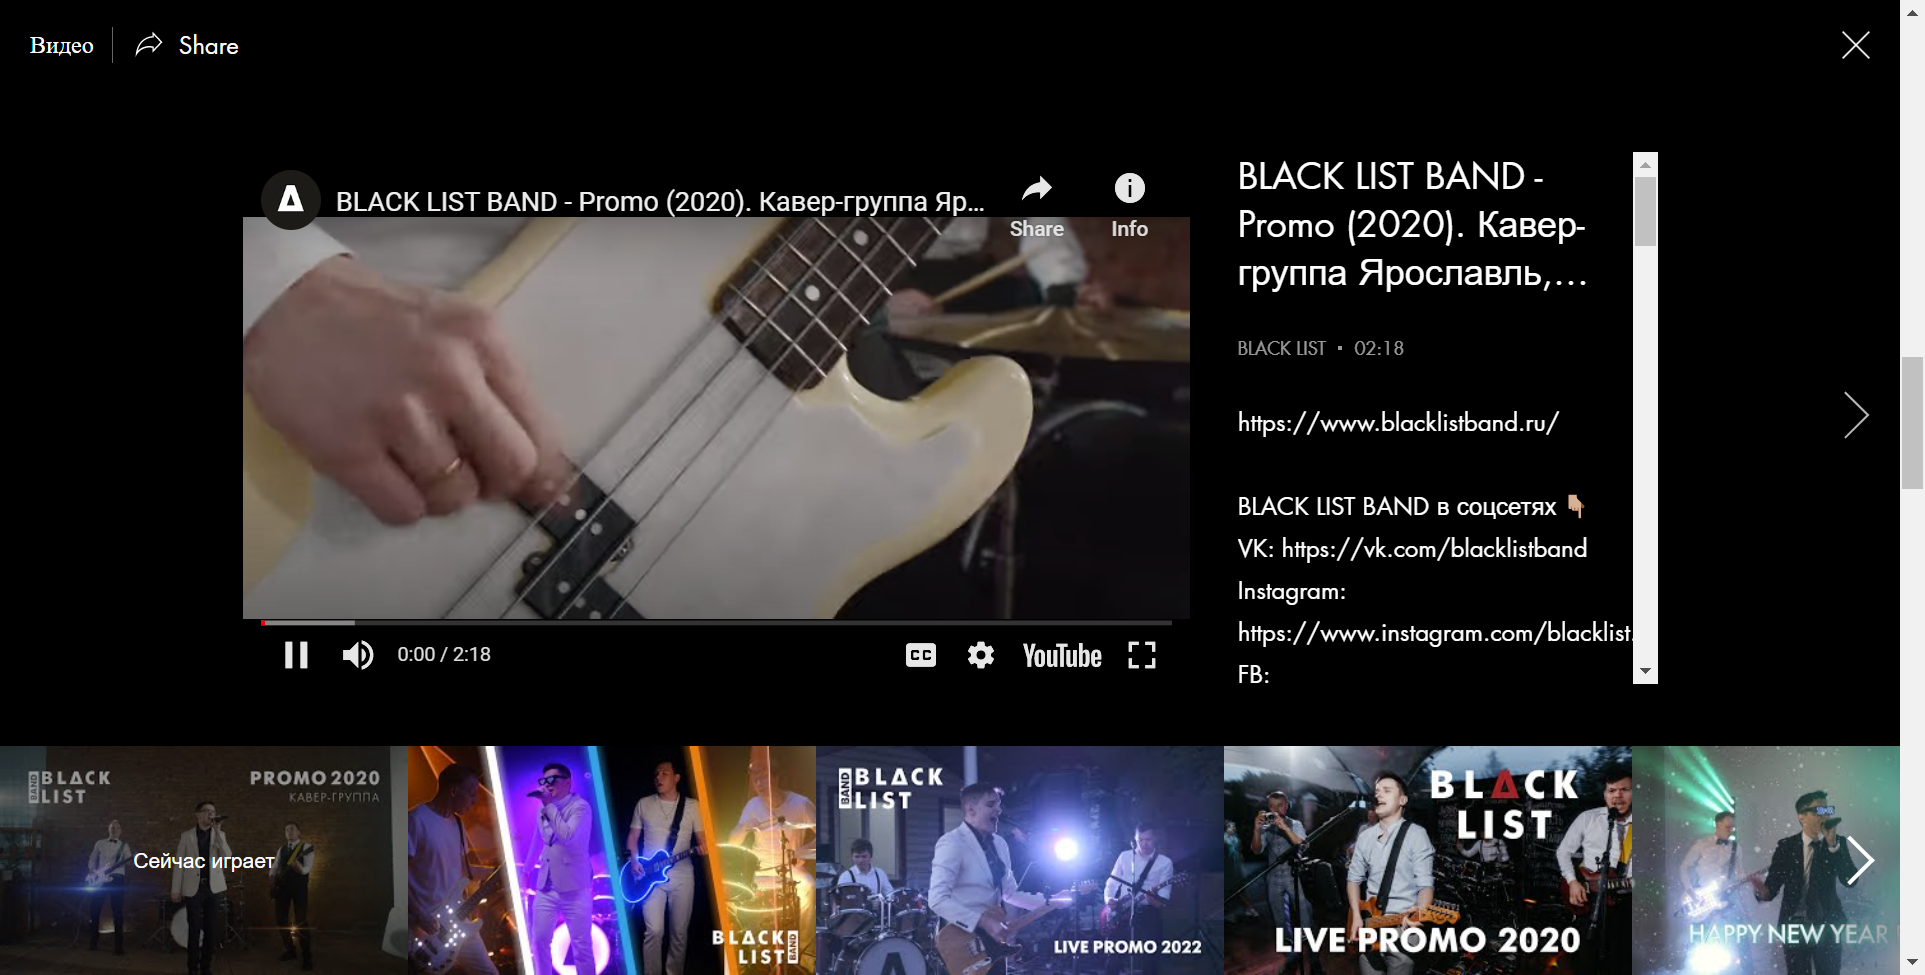 Видео
Share
BLACK LIST BAND - Promo (2020). Кавер-группа Яр...
Share
Info
0:00 / 2:18
CC
YouTube
BLACK LIST BAND -
Promo (2020). Кавер-
группа Ярославль,...
BLACK LIST • 02:18
https://www.blacklistband.ru/
BLACK LIST BAND в соцсетях 👇🏼
VK: https://vk.com/blacklistband
Instagram:
https://www.instagram.com/blacklist.
FB:
BLACK
LIST
BAND
PROMO 2020
КАВЕР-ГРУППА
Сейчас играет
BLACK
LIST
BAND
BLACK
LIST
BAND
LIVE PROMO 2022
BLACK
LIST
LIVE PROMO 2020
HAPPY NEW YEAR